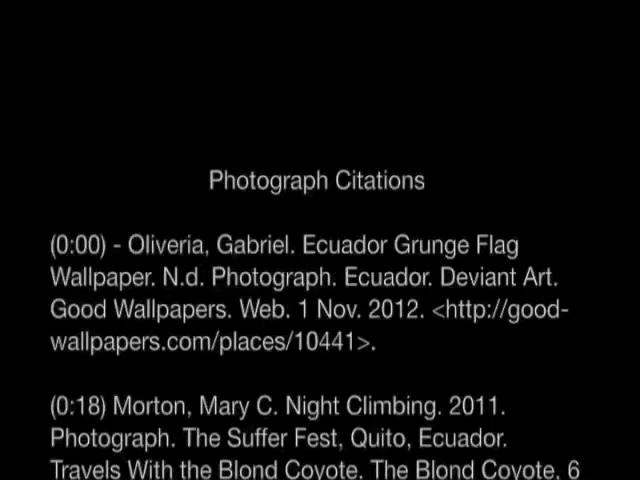 Photograph Citations
(0:00) - Oliveria, Gabriel. Ecuador Grunge Flag
Wallpaper. N.d. Photograph. Ecuador. Deviant Art.
Good Wallpapers. Web. 1 Nov. 2012. <http://good-
wallpapers.com/places/10441>.
(0:18) Morton, Mary C. Night Climbing. 2011.
Photograph. The Suffer Fest, Quito, Ecuador.
Travels With the Blond Coyote. The Blond Coyote, 6